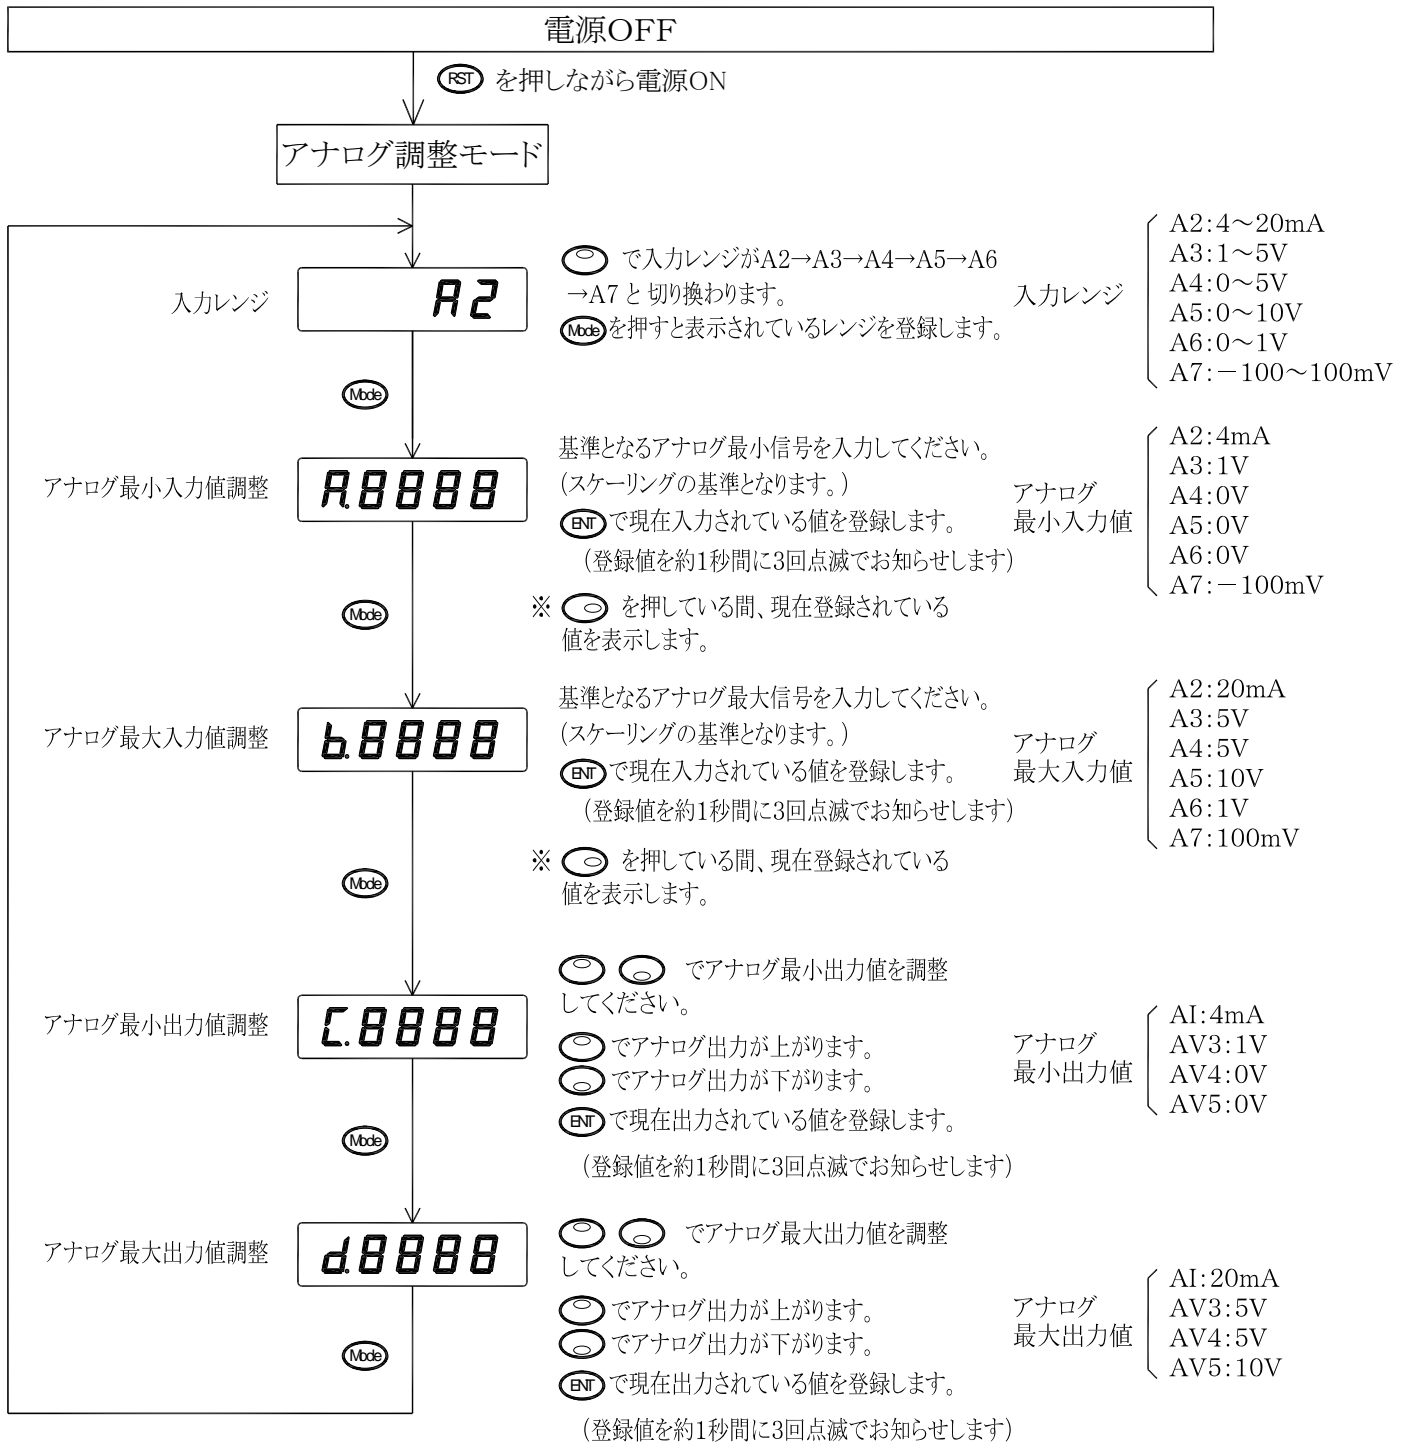 電源OFF
RST を押しながら電源ON
アナログ調整モード
入力レンジ
A2
で入力レンジがA2→A3→A4→A5→A6
→A7と切り換わります。
Modeを押すと表示されているレンジを登録します。
入力レンジ
A2:4～20mA
A3:1～5V
A4:0～5V
A5:0～10V
A6:0～1V
A7:－100～100mV
Mode
アナログ最小入力値調整
A.8888
基準となるアナログ最小信号を入力してください。
(スケーリングの基準となります。)
ENTで現在入力されている値を登録します。
(登録値を約1秒間に3回点滅でお知らせします)
※ を押している間、現在登録されている
値を表示します。
アナログ
最小入力値
A2:4mA
A3:1V
A4:0V
A5:0V
A6:0V
A7:－100mV
Mode
アナログ最大入力値調整
b.8888
基準となるアナログ最大信号を入力してください。
(スケーリングの基準となります。)
ENTで現在入力されている値を登録します。
(登録値を約1秒間に3回点滅でお知らせします)
※ を押している間、現在登録されている
値を表示します。
アナログ
最大入力値
A2:20mA
A3:5V
A4:5V
A5:10V
A6:1V
A7:100mV
Mode
アナログ最小出力値調整
C.8888
でアナログ最小出力値を調整
してください。
でアナログ出力が上がります。
でアナログ出力が下がります。
ENTで現在出力されている値を登録します。
(登録値を約1秒間に3回点滅でお知らせします)
アナログ
最小出力値
AI:4mA
AV3:1V
AV4:0V
AV5:0V
Mode
アナログ最大出力値調整
d.8888
でアナログ最大出力値を調整
してください。
でアナログ出力が上がります。
でアナログ出力が下がります。
ENTで現在出力されている値を登録します。
(登録値を約1秒間に3回点滅でお知らせします)
アナログ
最大出力値
AI:20mA
AV3:5V
AV4:5V
AV5:10V
Mode